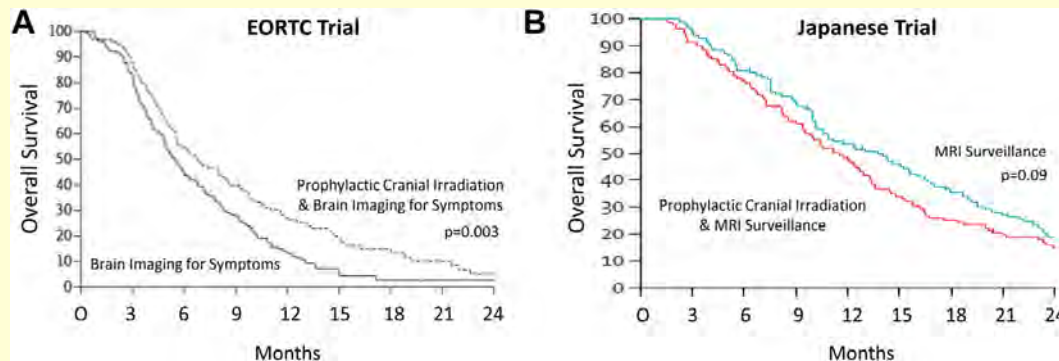 A
EORTC Trial
Overall Survival
100
90
80
70
60
50
40
30
20
10
0
Prophylactic Cranial Irradiation
& Brain Imaging for Symptoms
p=0.003
Brain Imaging for Symptoms
O 3 6 9 12 15 18 21 24
Months
B
Japanese Trial
Overall Survival
100
90
80
70
60
50
40
30
20
10
0
MRI Surveillance
p=0.09
Prophylactic Cranial Irradiation
& MRI Surveillance
O 3 6 9 12 15 18 21 24
Months